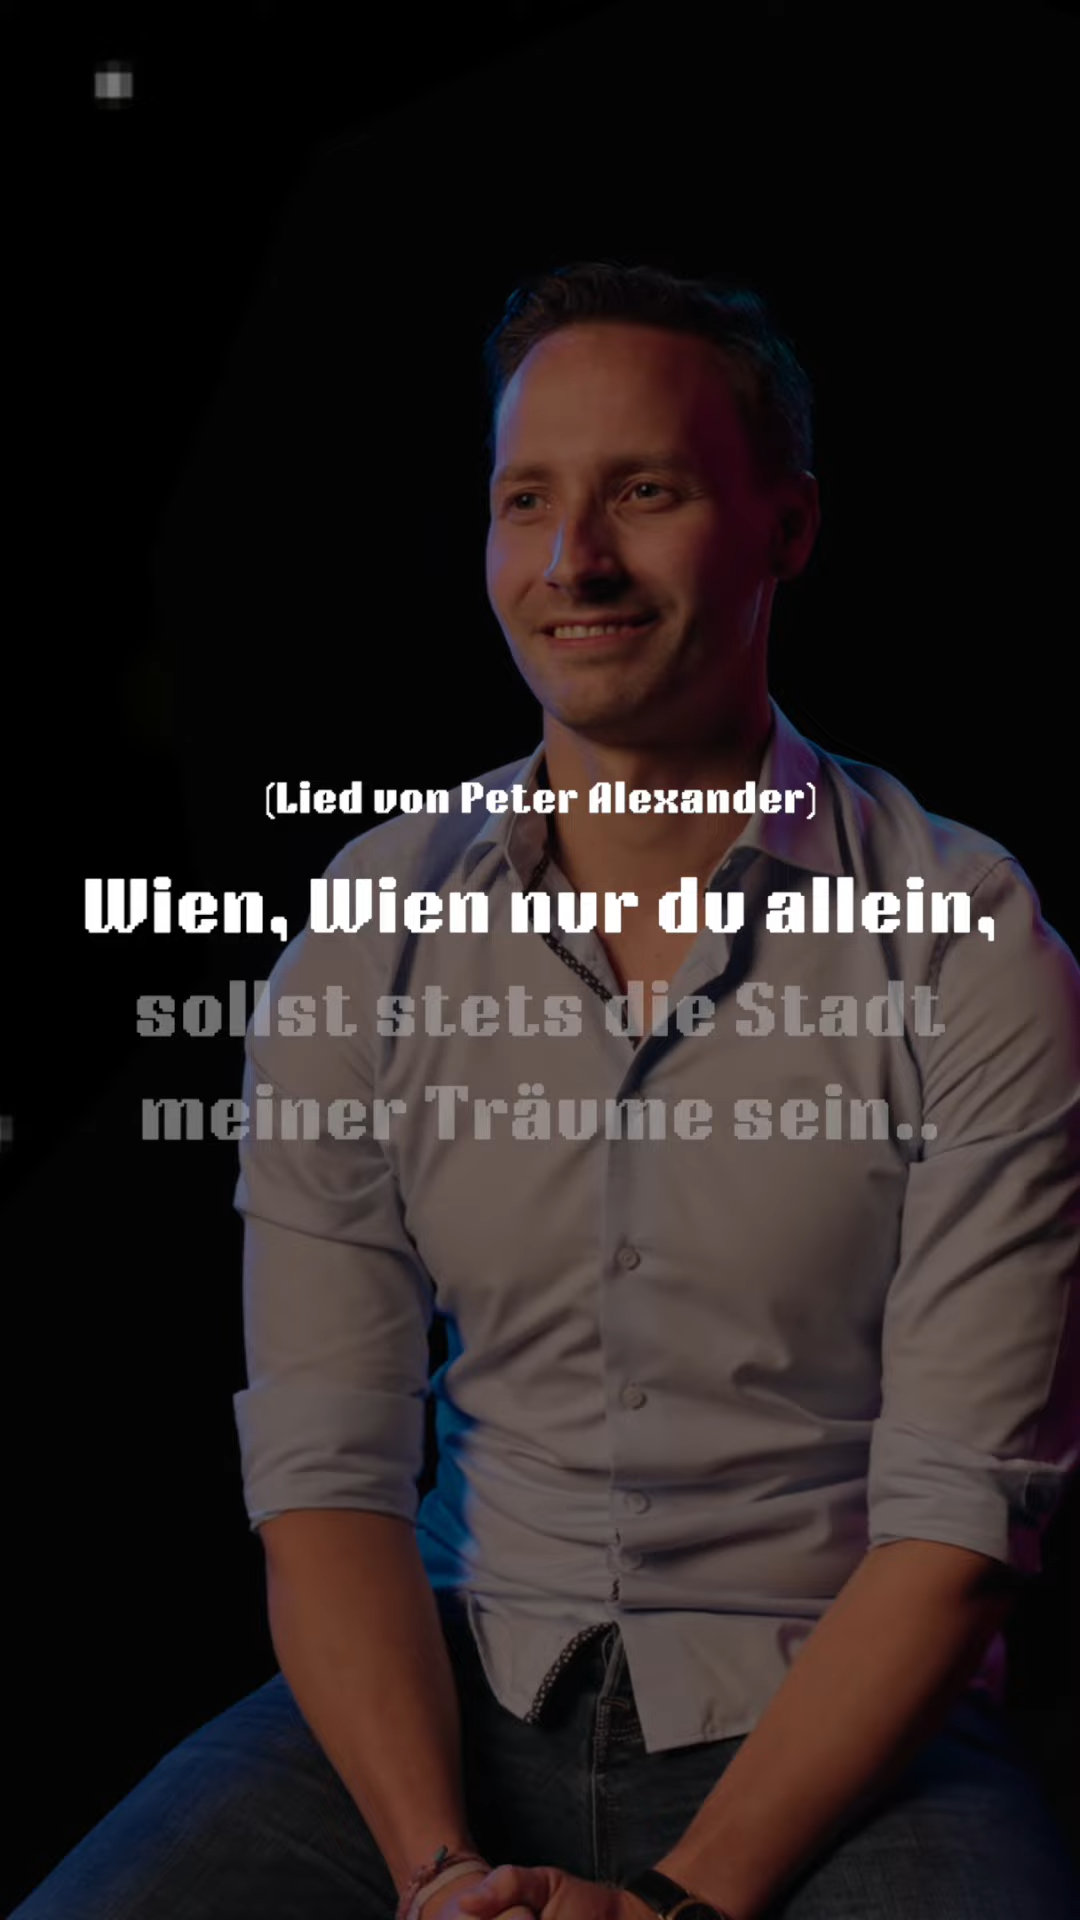 (Lied von Peter Alexander)
Wien, Wien nur du allein,
sollst stets die Stadt
meiner Träume sein..